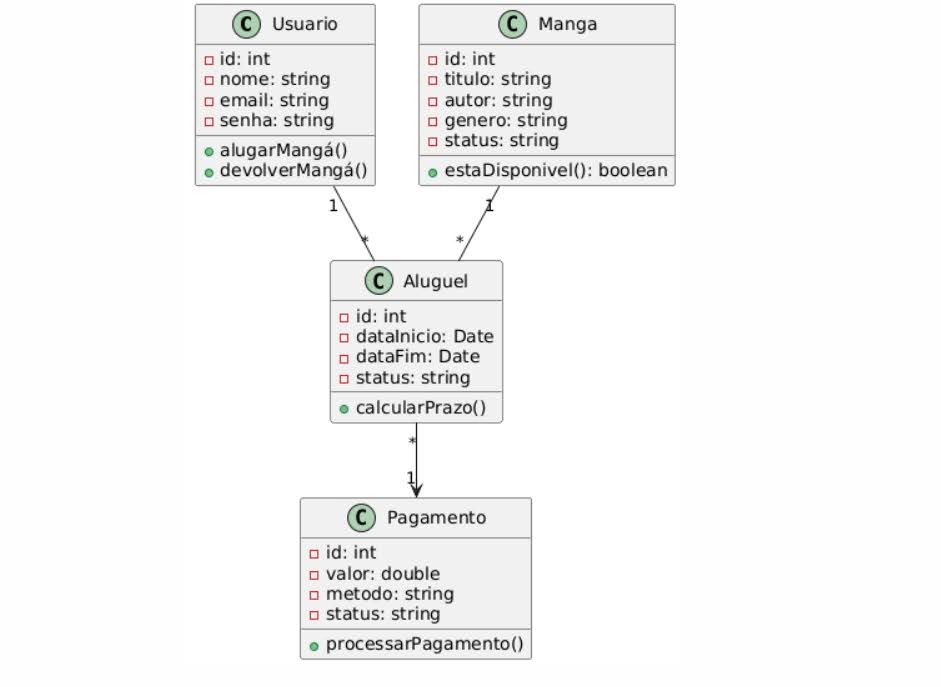 C Usuario
id: int
nome: string
email: string
senha: string
alugarMangá()
devolverMangá()
C Manga
id: int
titulo: string
autor: string
genero: string
status: string
estaDisponivel(): boolean
1
*
1
*
C Aluguel
id: int
dataInicio: Date
dataFim: Date
status: string
calcularPrazo()
*
1
C Pagamento
id: int
valor: double
metodo: string
status: string
processarPagamento()